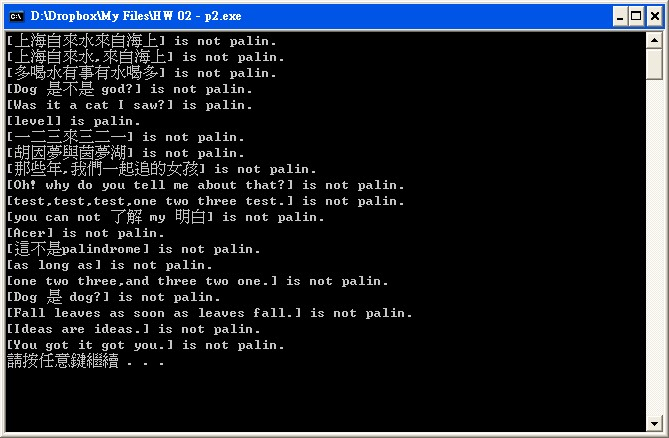 D:\Dropbox\My Files\HW 02 - p2.exe
[上海自來水來自海上] is not palin.
[上海自來水,來自海上] is not palin.
[多喝水有事有水喝多] is not palin.
[Dog 是不是 god?] is not palin.
[Was it a cat I saw?] is palin.
[level] is palin.
[一二三來三二一] is not palin.
[胡因夢與茵夢湖] is not palin.
[那些年,我們一起追的女孩] is not palin.
[Oh! why do you tell me about that?] is not palin.
[test,test,test,one two three test.] is not palin.
[you can not 了解 my 明白] is not palin.
[Acer] is not palin.
[這不是palindrome] is not palin.
[as long as] is not palin.
[one two three,and three two one.] is not palin.
[Dog 是 dog?] is not palin.
[Fall leaves as soon as leaves fall.] is not palin.
[Ideas are ideas.] is not palin.
[You got it got you.] is not palin.
請按任意鍵繼續 . . .